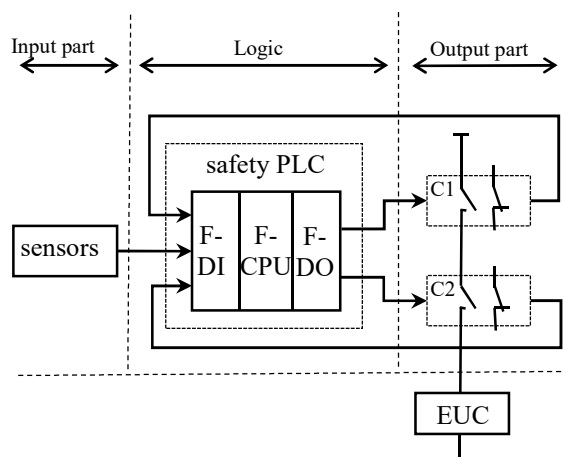 Input part
Logic
Output part
safety PLC
C1
sensors
F-
DI
F-
CPU
F-
DO
C2
EUC